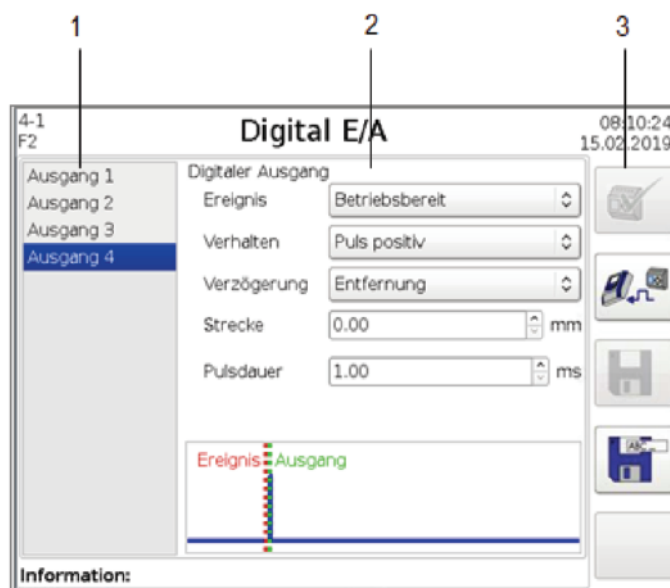 1 2 3
4-1
F2
Digital E/A
08:10:24
15.02.2019
Ausgang 1
Ausgang 2
Ausgang 3
Ausgang 4
Digitaler Ausgang
Ereignis Betriebsbereit
Verhalten Puls positiv
Verzögerung Entfernung
Strecke 0.00 mm
Pulsdauer 1.00 ms
Ereignis Ausgang
ABC...
Information: